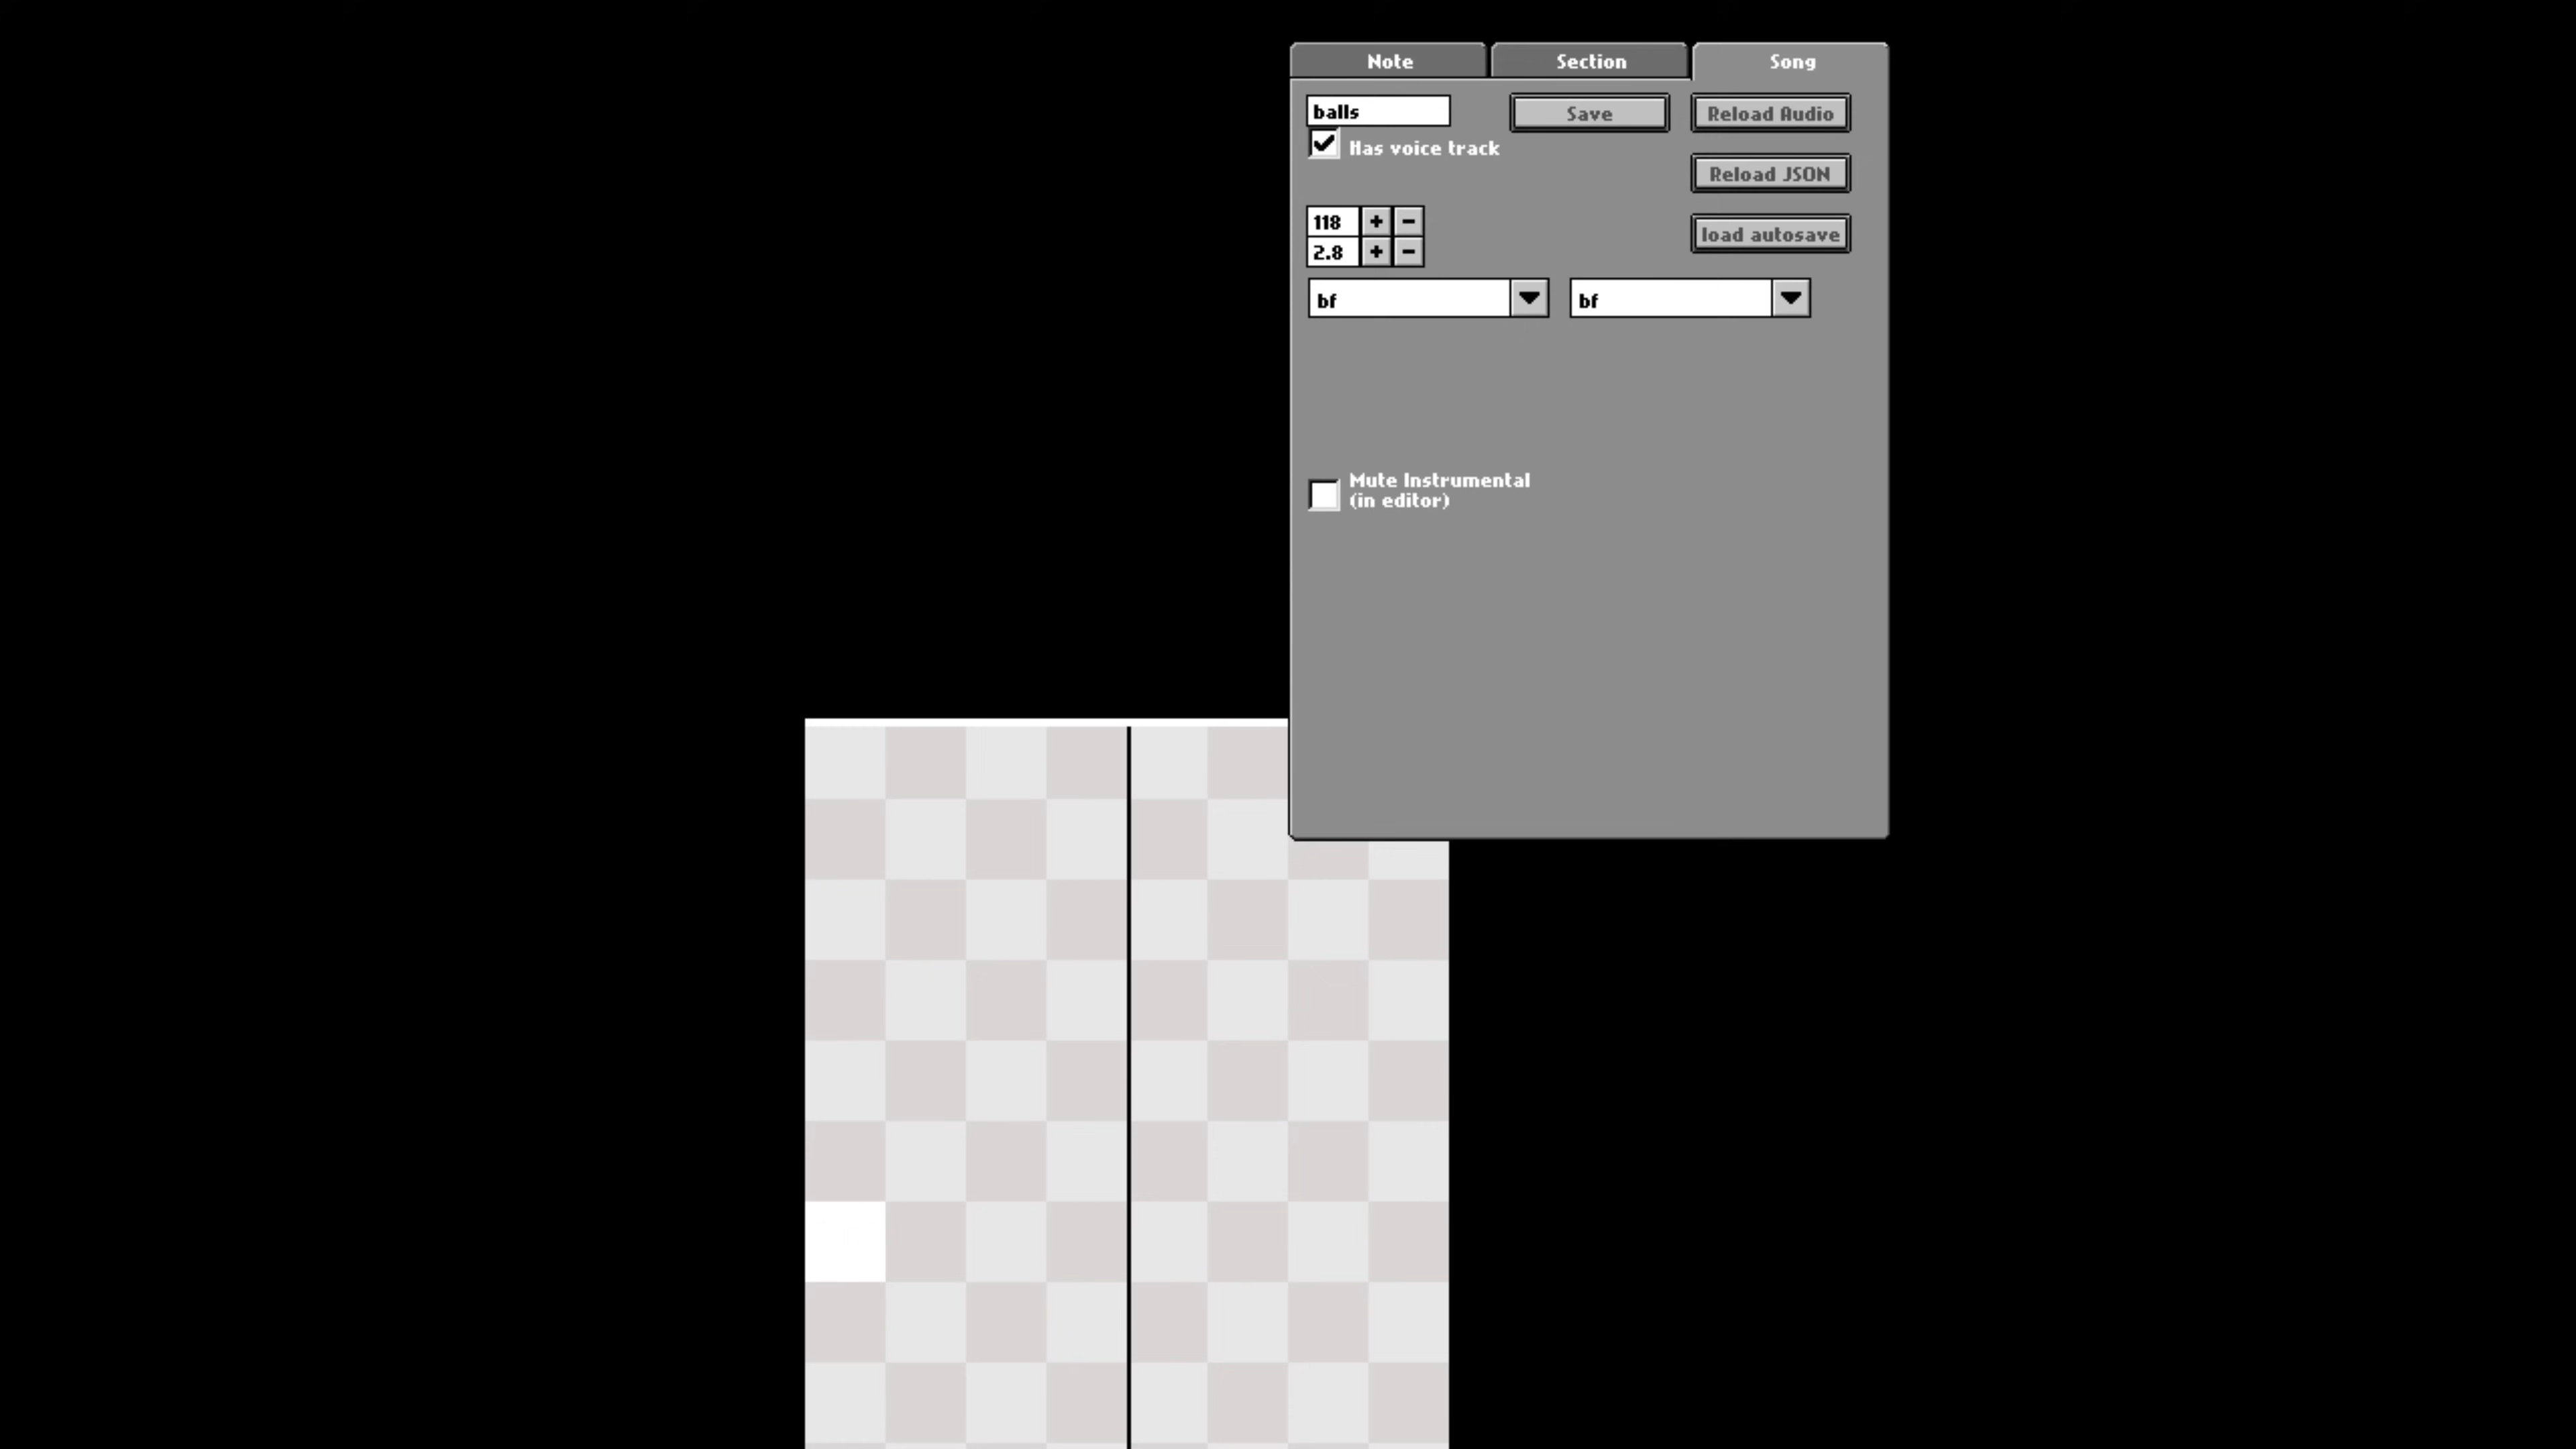 Note
Section
Song
balls
Save
Reload Audio
Has voice track
Reload JSON
118
+
-
load autosave
2.8
+
-
bf
bf
Mute Instrumental
(in editor)